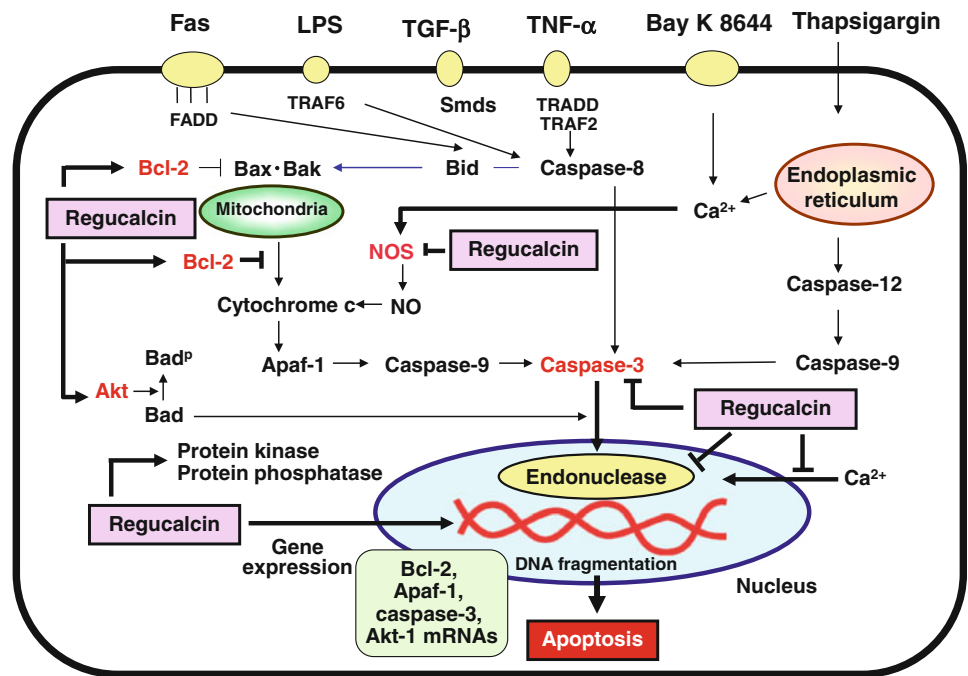 Fas
LPS
TGF-β
TNF-α
Bay K 8644
Thapsigargin
FADD
TRAF6
Smds
TRADD
TRAF2
Bcl-2
Bax·Bak
Bid
Caspase-8
Endoplasmic
reticulum
Regucalcin
Mitochondria
Ca²⁺
NOS
Regucalcin
Bcl-2
Cytochrome c
NO
Caspase-12
Badᵖ
Apaf-1
Caspase-9
Caspase-3
Caspase-9
Akt
Bad
Regucalcin
Protein kinase
Protein phosphatase
Endonuclease
Ca²⁺
Regucalcin
Gene
expression
DNA fragmentation
Nucleus
Bcl-2,
Apaf-1,
caspase-3,
Akt-1 mRNAs
Apoptosis